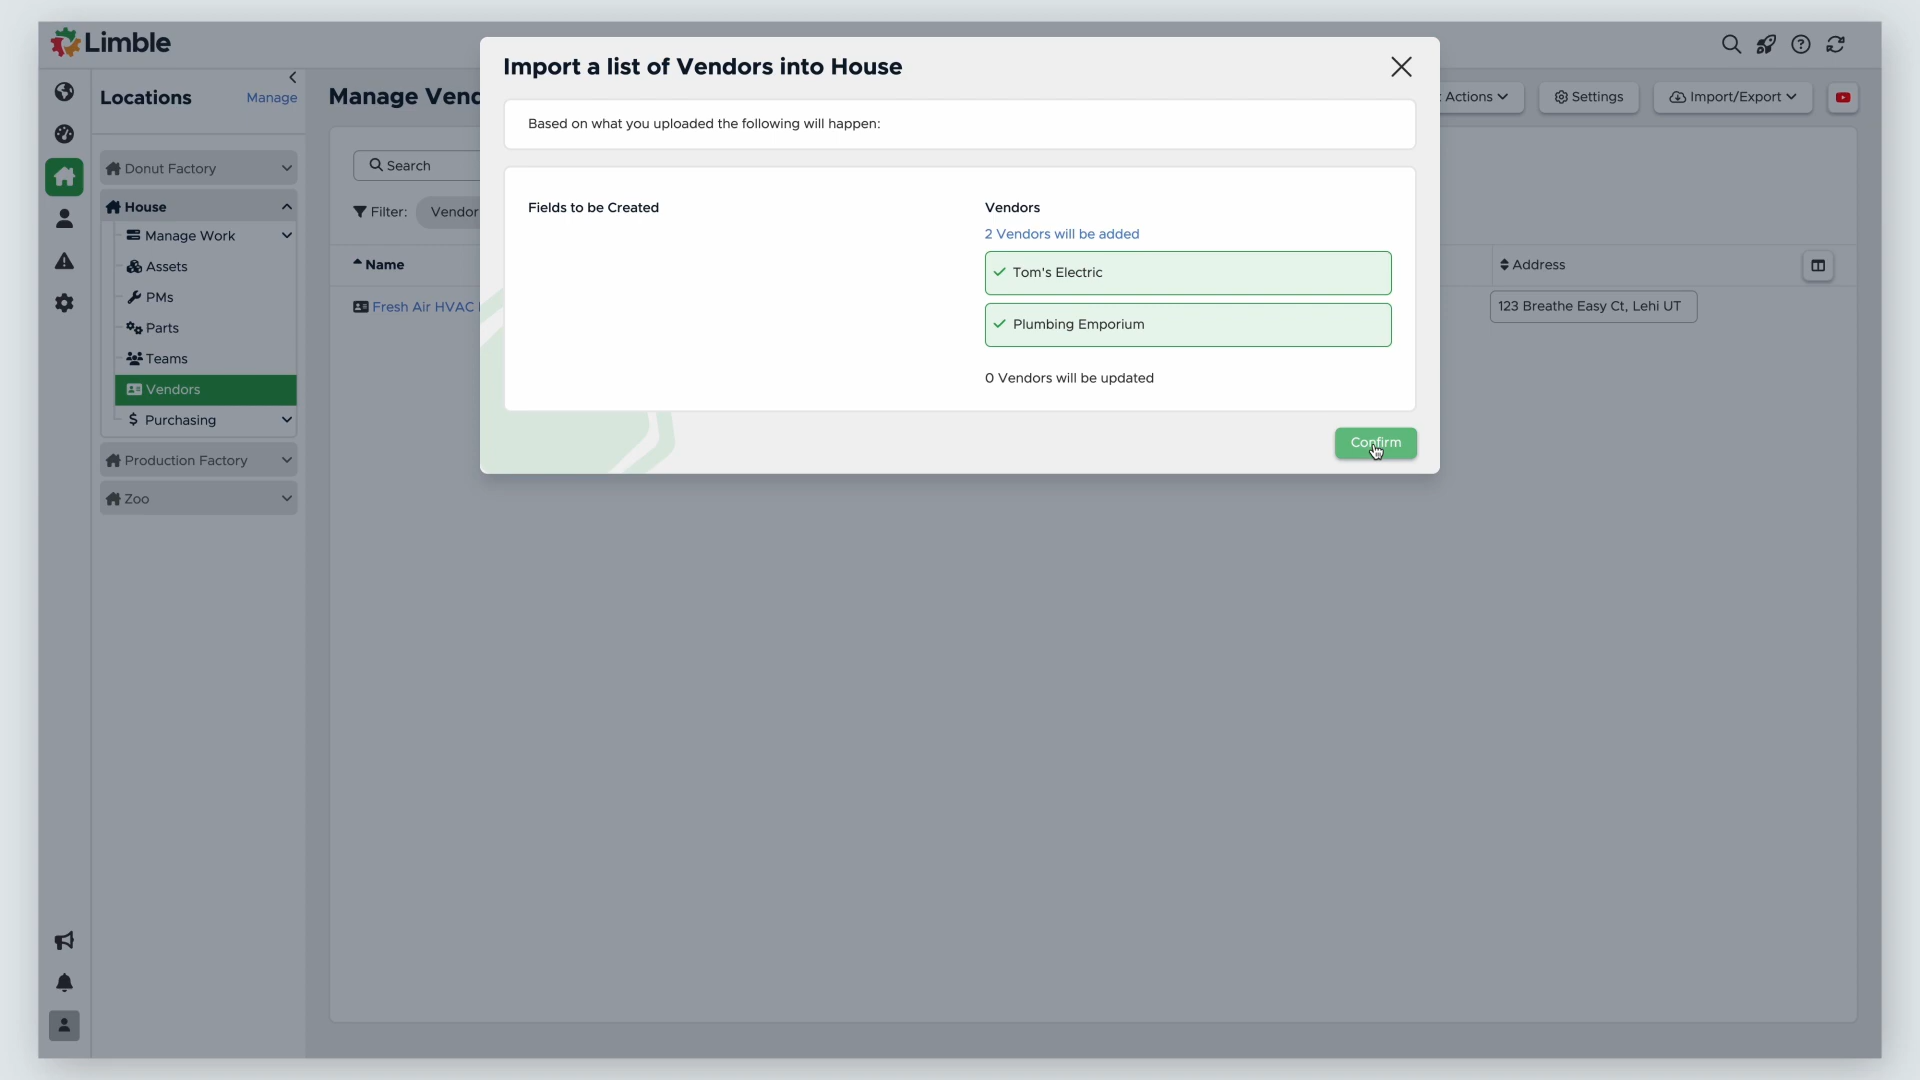 Limble
Locations
Manage
Donut Factory
House
Manage Work
Assets
PMs
Parts
Teams
Vendors
Purchasing
Production Factory
Zoo
Manage
Search
Filter:
Vendor
Name
Fresh Air HVAC
Import a list of Vendors into House
Based on what you uploaded the following will happen:
Fields to be Created
Vendors
2 Vendors will be added
Tom's Electric
Plumbing Emporium
0 Vendors will be updated
Confirm
Actions
Settings
Import/Export
Address
123 Breathe Easy Ct, Lehi UT